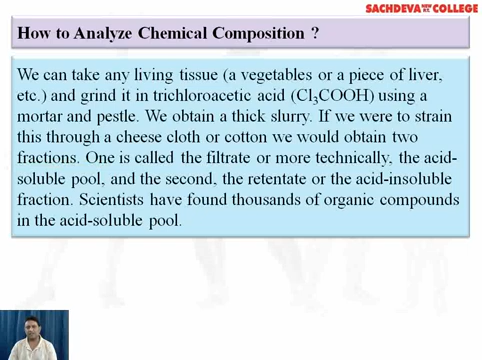 SACHDEVA NEW P.T. COLLEGE
How to Analyze Chemical Composition ?
We can take any living tissue (a vegetables or a piece of liver,
etc.) and grind it in trichloroacetic acid (Cl₃COOH) using a
mortar and pestle. We obtain a thick slurry. If we were to strain
this through a cheese cloth or cotton we would obtain two
fractions. One is called the filtrate or more technically, the acid-
soluble pool, and the second, the retentate or the acid-insoluble
fraction. Scientists have found thousands of organic compounds
in the acid-soluble pool.